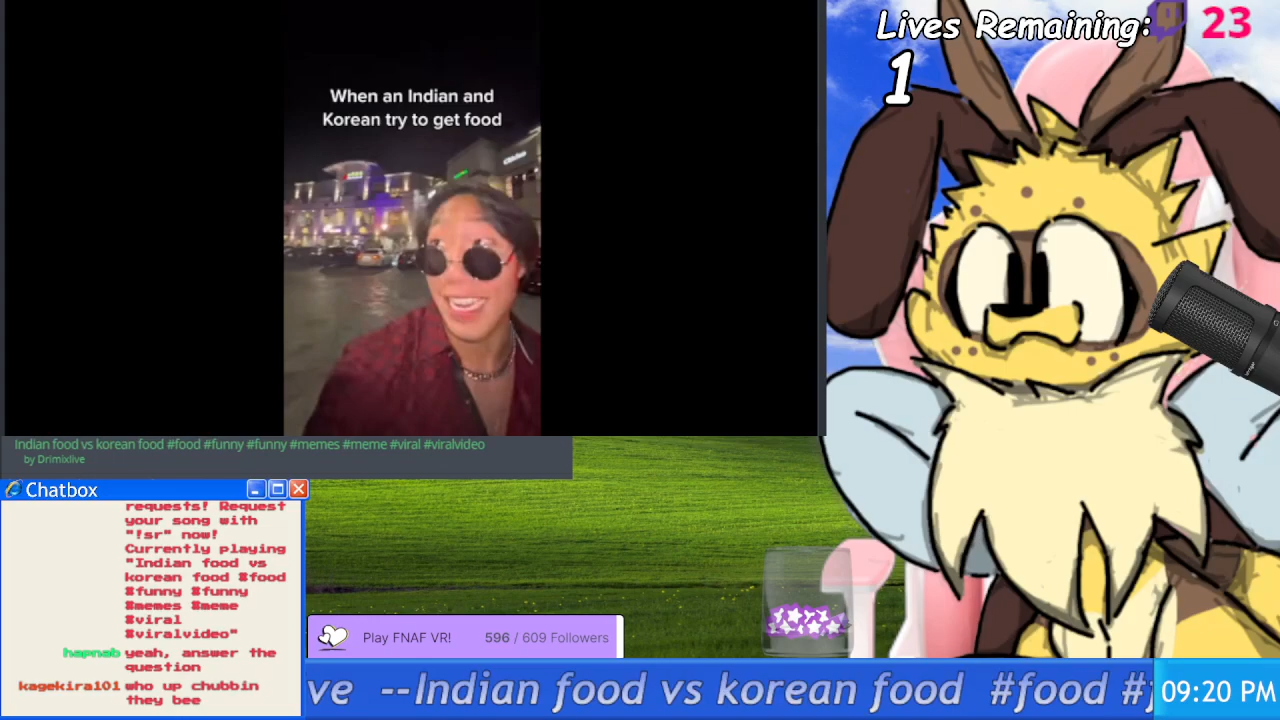 Lives Remaining: 23
1
When an Indian and
Korean try to get food
Indian food vs korean food #food #funny #funny #memes #meme #viral #viralvideo
by Drimixlive
Chatbox
requests! Request
your song with
"!sr" now!
Currently playing
"Indian food vs
korean food #food
#funny #funny
#memes #meme
#viral
#viralvideo"
hapnab yeah, answer the
question
kagekira101 who up chubbin
they bee
Play FNAF VR! 596 / 609 Followers
ve --Indian food vs korean food #food #f
09:20 PM